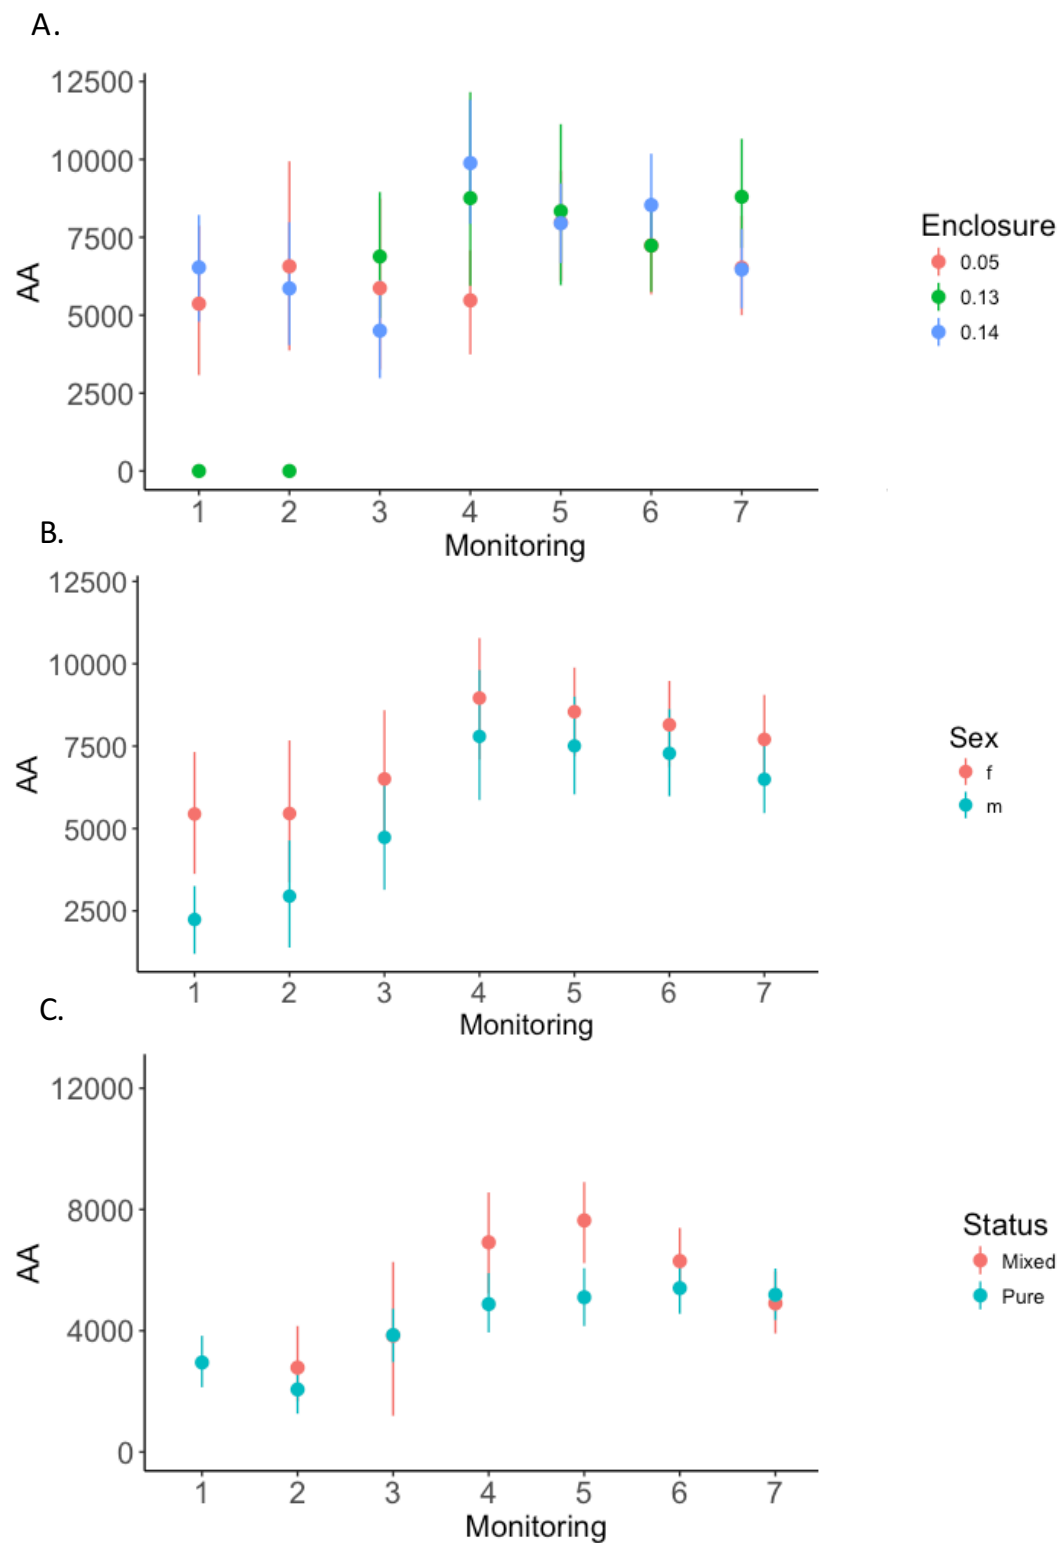 A.
12500
10000
7500
5000
2500
0
AA
1 2 3 4 5 6 7
Monitoring
Enclosure
0.05
0.13
0.14
B.
12500
10000
7500
5000
2500
AA
1 2 3 4 5 6 7
Monitoring
Sex
f
m
C.
12000
8000
4000
0
AA
1 2 3 4 5 6 7
Monitoring
Status
Mixed
Pure